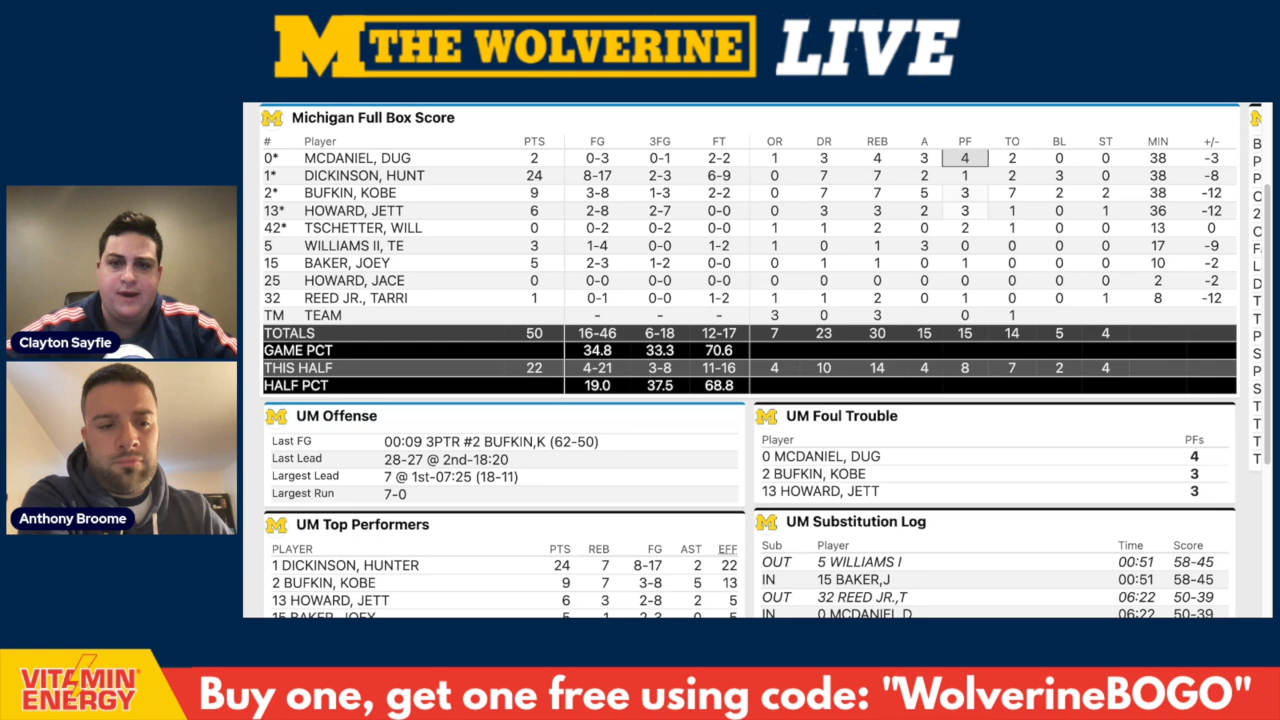 M THE WOLVERINE LIVE
Michigan Full Box Score
# Player PTS FG 3FG FT OR DR REB A PF TO BL ST MIN +/-
0* MCDANIEL, DUG 2 0-3 0-1 2-2 1 3 4 3 4 2 0 0 38 -3
1* DICKINSON, HUNT 24 8-17 2-3 6-9 0 7 7 2 1 2 3 0 38 -8
2* BUFKIN, KOBE 9 3-8 1-3 2-2 0 7 7 5 3 7 2 2 38 -12
13* HOWARD, JETT 6 2-8 2-7 0-0 0 3 3 2 3 1 0 1 36 -12
42* TSCHETTER, WILL 0 0-2 0-2 0-0 1 1 2 0 2 1 0 0 13 0
5 WILLIAMS II, TE 3 1-4 0-0 1-2 1 0 1 3 0 0 0 0 17 -9
15 BAKER, JOEY 5 2-3 1-2 0-0 0 1 1 0 1 0 0 0 10 -2
25 HOWARD, JACE 0 0-0 0-0 0-0 0 0 0 0 0 0 0 0 2 -2
32 REED JR., TARRI 1 0-1 0-0 1-2 1 1 2 0 1 0 0 1 8 -12
TM TEAM - - - 3 0 3 0 1
TOTALS 50 16-46 6-18 12-17 7 23 30 15 15 14 5 4
GAME PCT 34.8 33.3 70.6
THIS HALF 22 4-21 3-8 11-16 4 10 14 4 8 7 2 4
HALF PCT 19.0 37.5 68.8
UM Offense
Last FG 00:09 3PTR #2 BUFKIN,K (62-50)
Last Lead 28-27 @ 2nd-18:20
Largest Lead 7 @ 1st-07:25 (18-11)
Largest Run 7-0
UM Foul Trouble
Player PFs
0 MCDANIEL, DUG 4
2 BUFKIN, KOBE 3
13 HOWARD, JETT 3
UM Top Performers
PLAYER PTS REB FG AST EFF
1 DICKINSON, HUNTER 24 7 8-17 2 22
2 BUFKIN, KOBE 9 7 3-8 5 13
13 HOWARD, JETT 6 3 2-8 2 5
15 BAKER, JOEY 5 1 2-3 0 5
UM Substitution Log
Sub Player Time Score
OUT 5 WILLIAMS I 00:51 58-45
IN 15 BAKER,J 00:51 58-45
OUT 32 REED JR.,T 06:22 50-39
IN 0 MCDANIEL,D 06:22 50-39
B
P
P
C
2
C
F
L
D
T
T
P
S
P
S
T
T
T
T
Clayton Sayfie
Anthony Broome
VITAMIN
ENERGY
Buy one, get one free using code: "WolverineBOGO"